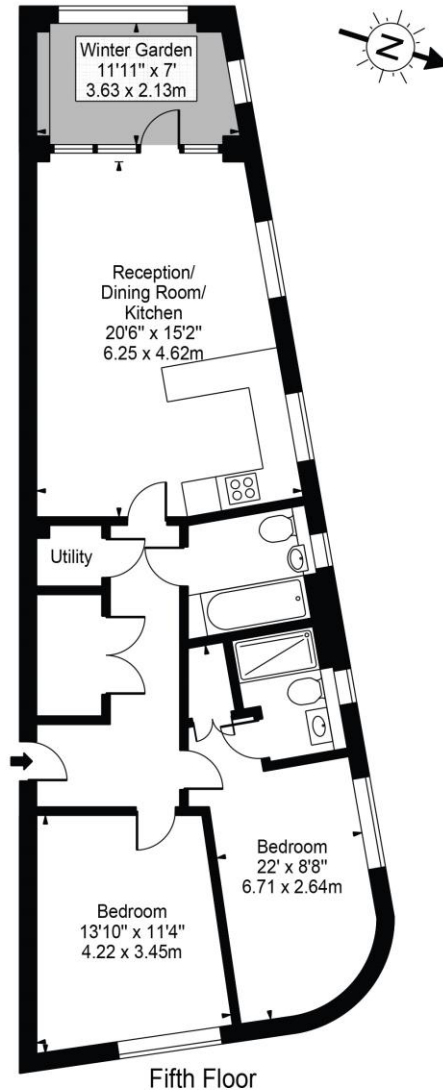 Winter Garden
11'11" x 7'
3.63 x 2.13m
N
Reception/
Dining Room/
Kitchen
20'6" x 15'2"
6.25 x 4.62m
Utility
Bedroom
22' x 8'8"
6.71 x 2.64m
Bedroom
13'10" x 11'4"
4.22 x 3.45m
Fifth Floor